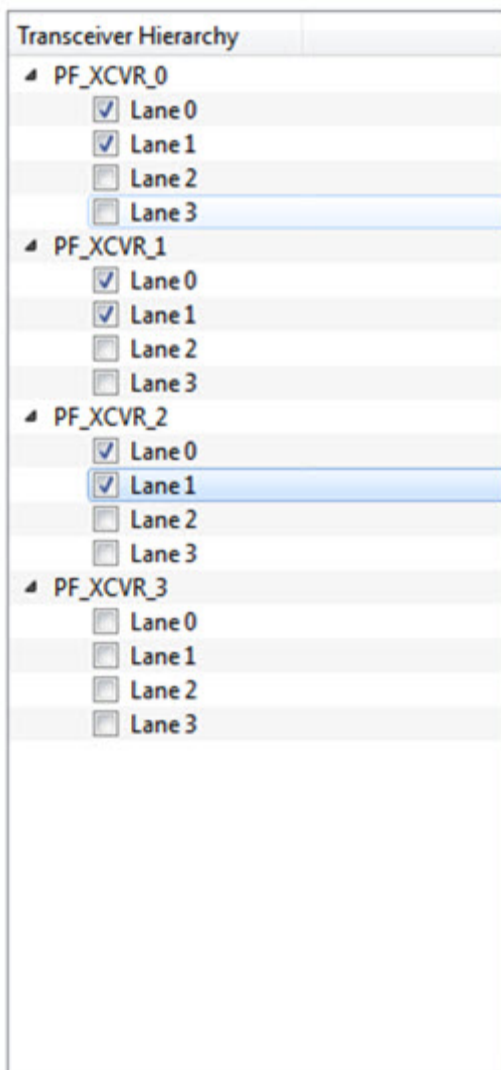 Transceiver Hierarchy
PF_XCVR_0
Lane 0
Lane 1
Lane 2
Lane 3
PF_XCVR_1
Lane 0
Lane 1
Lane 2
Lane 3
PF_XCVR_2
Lane 0
Lane 1
Lane 2
Lane 3
PF_XCVR_3
Lane 0
Lane 1
Lane 2
Lane 3